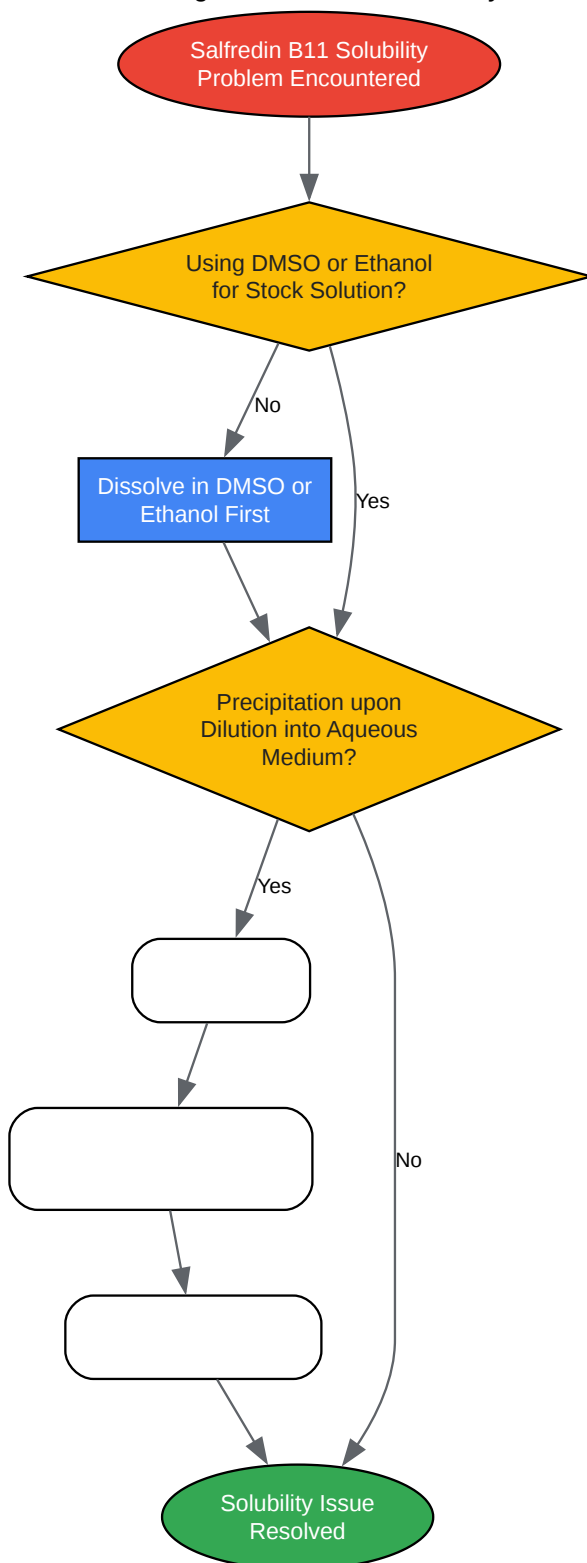 Salfredin B11 Solubility
Problem Encountered
Using DMSO or Ethanol
for Stock Solution?
No
Dissolve in DMSO or
Ethanol First
Yes
Precipitation upon
Dilution into Aqueous
Medium?
Yes
No
Solubility Issue
Resolved